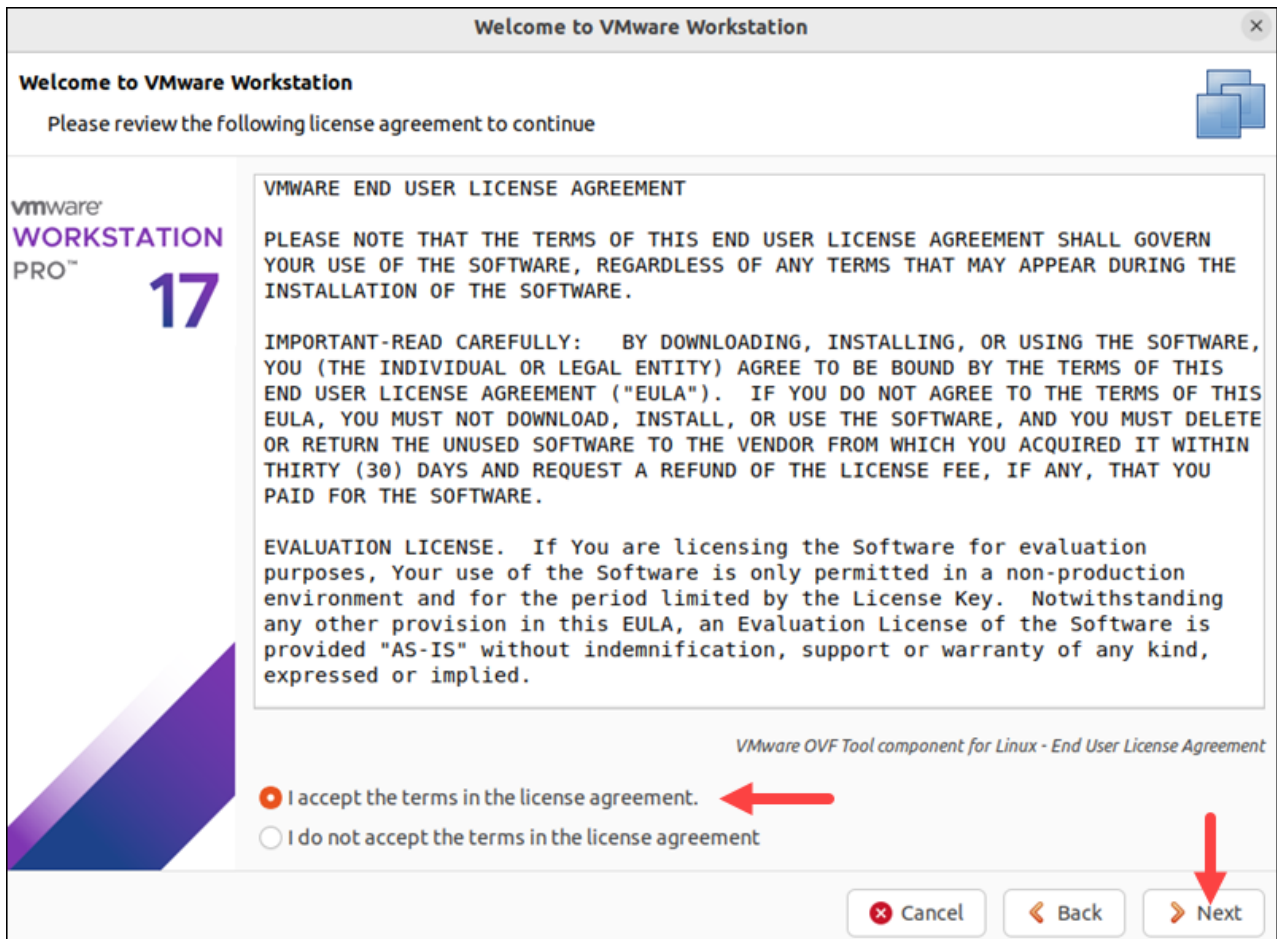 Welcome to VMware Workstation
Welcome to VMware Workstation
Please review the following license agreement to continue
vmware
WORKSTATION
PRO™
17
VMWARE END USER LICENSE AGREEMENT
PLEASE NOTE THAT THE TERMS OF THIS END USER LICENSE AGREEMENT SHALL GOVERN
YOUR USE OF THE SOFTWARE, REGARDLESS OF ANY TERMS THAT MAY APPEAR DURING THE
INSTALLATION OF THE SOFTWARE.
IMPORTANT-READ CAREFULLY:   BY DOWNLOADING, INSTALLING, OR USING THE SOFTWARE,
YOU (THE INDIVIDUAL OR LEGAL ENTITY) AGREE TO BE BOUND BY THE TERMS OF THIS
END USER LICENSE AGREEMENT ("EULA").  IF YOU DO NOT AGREE TO THE TERMS OF THIS
EULA, YOU MUST NOT DOWNLOAD, INSTALL, OR USE THE SOFTWARE, AND YOU MUST DELETE
OR RETURN THE UNUSED SOFTWARE TO THE VENDOR FROM WHICH YOU ACQUIRED IT WITHIN
THIRTY (30) DAYS AND REQUEST A REFUND OF THE LICENSE FEE, IF ANY, THAT YOU
PAID FOR THE SOFTWARE.
EVALUATION LICENSE.  If You are licensing the Software for evaluation
purposes, Your use of the Software is only permitted in a non-production
environment and for the period limited by the License Key.  Notwithstanding
any other provision in this EULA, an Evaluation License of the Software is
provided "AS-IS" without indemnification, support or warranty of any kind,
expressed or implied.
VMware OVF Tool component for Linux - End User License Agreement
I accept the terms in the license agreement.
I do not accept the terms in the license agreement
Cancel
Back
Next